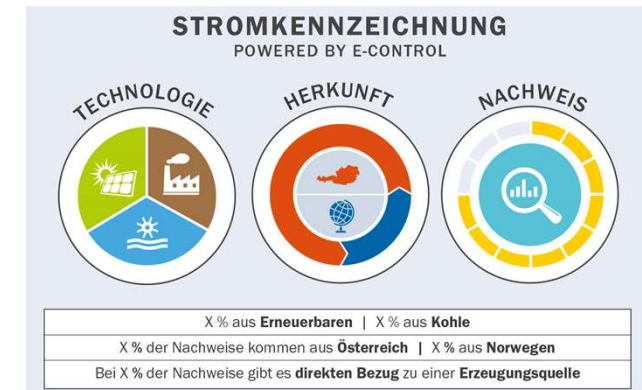 STROMKENNZEICHNUNG
POWERED BY E-CONTROL
TECHNOLOGIE
HERKUNFT
NACHWEIS
X % aus Erneuerbaren | X % aus Kohle
X % der Nachweise kommen aus Österreich | X % aus Norwegen
Bei X % der Nachweise gibt es direkten Bezug zu einer Erzeugungsquelle